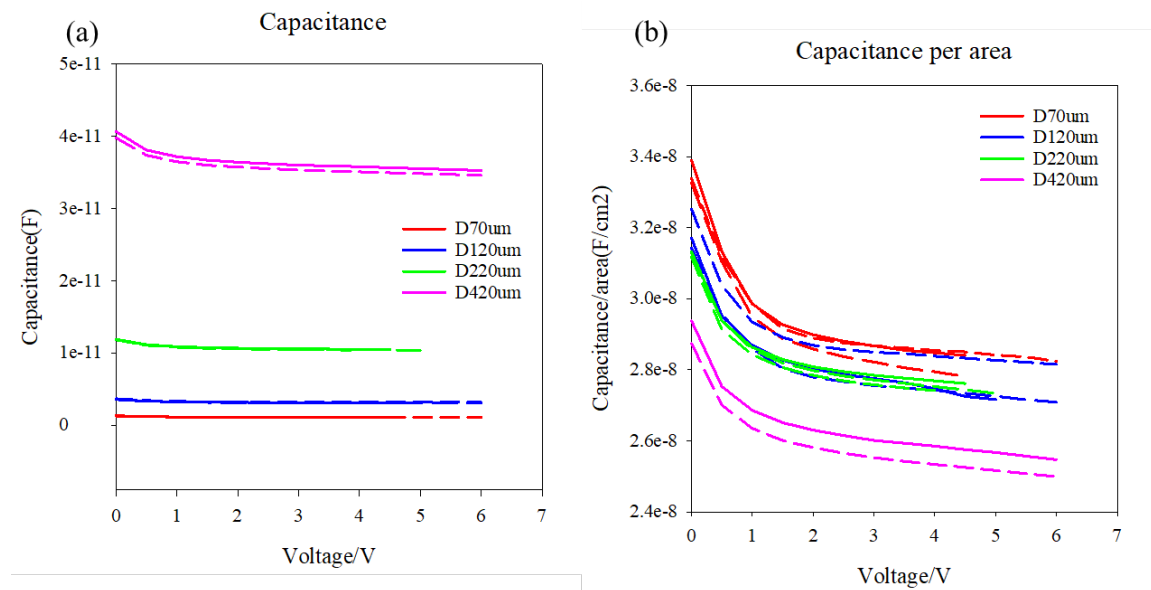 (a)
Capacitance
5e-11
4e-11
3e-11
2e-11
1e-11
0
Capacitance(F)
D70um
D120um
D220um
D420um
0 1 2 3 4 5 6 7
Voltage/V
(b)
Capacitance per area
3.6e-8
3.4e-8
3.2e-8
3.0e-8
2.8e-8
2.6e-8
2.4e-8
Capacitance/area(F/cm2)
D70um
D120um
D220um
D420um
0 1 2 3 4 5 6 7
Voltage/V